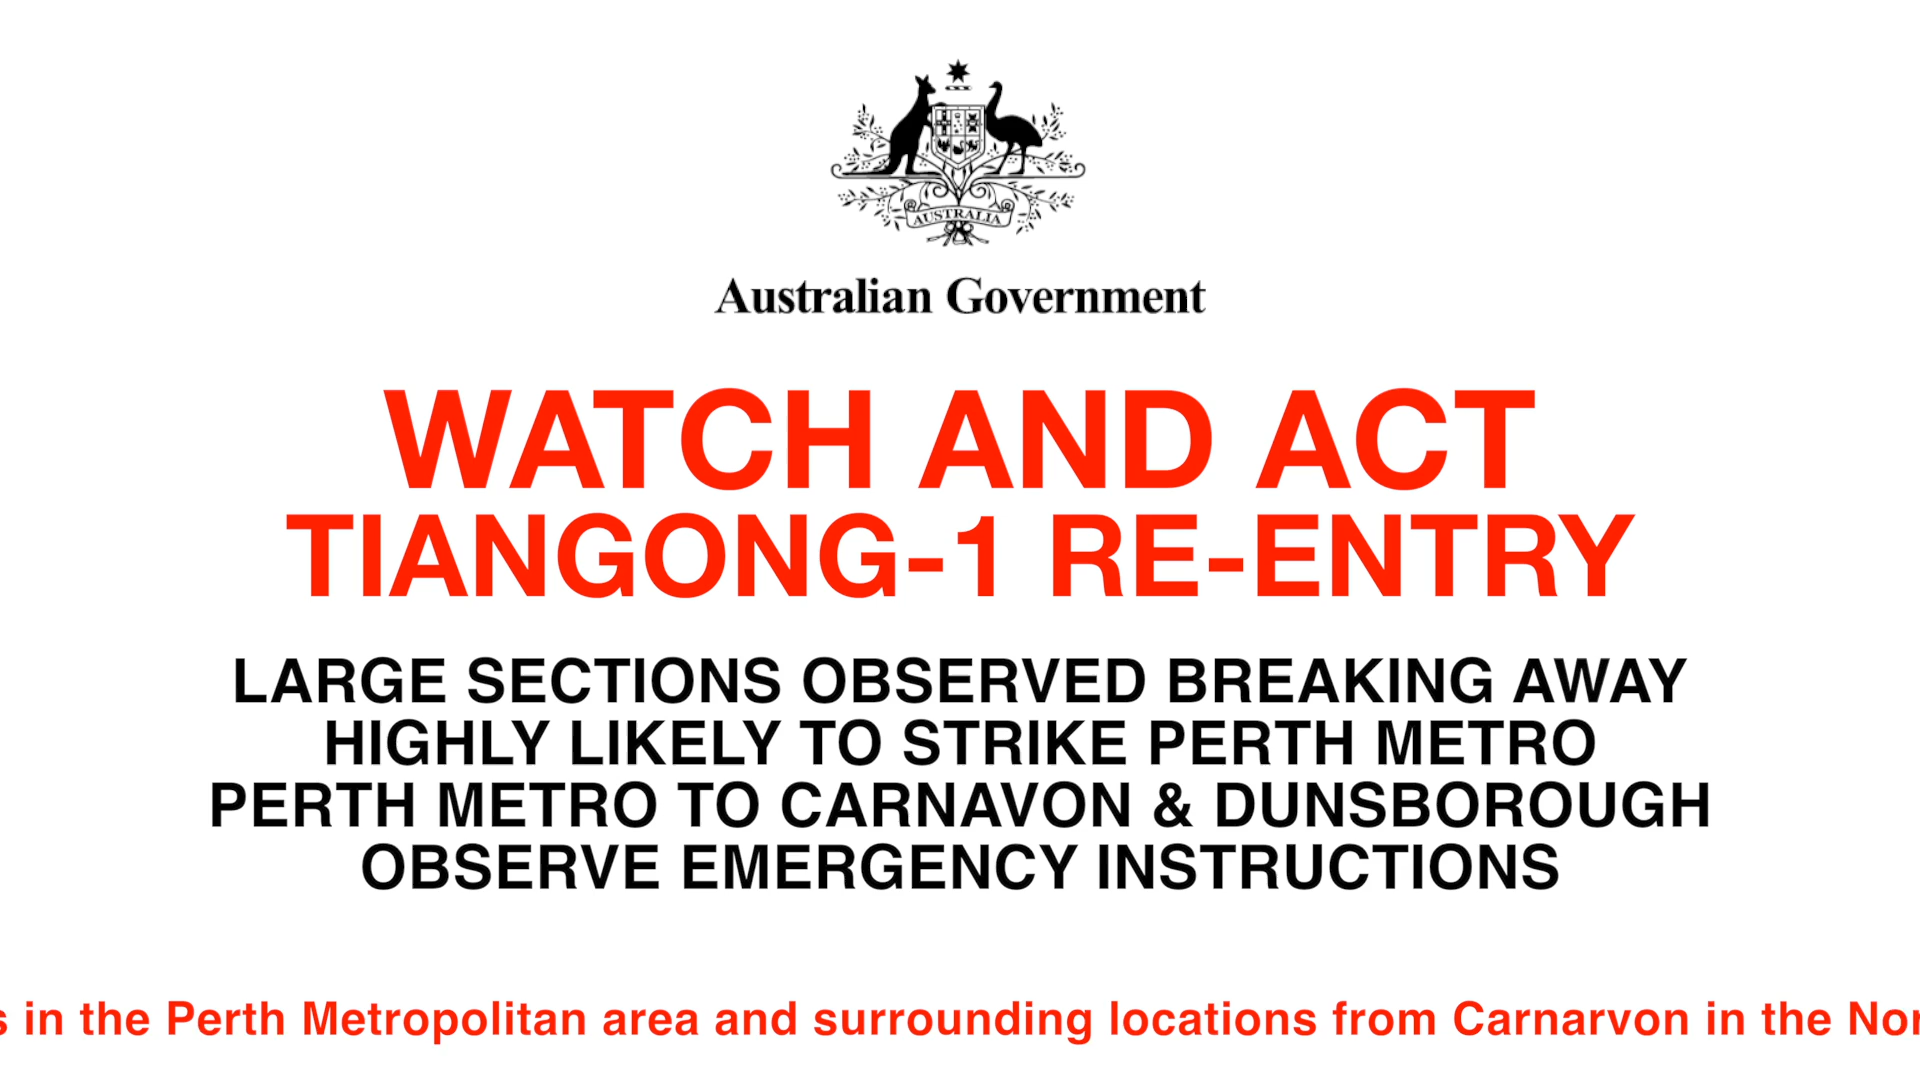 AUSTRALIA
Australian Government
WATCH AND ACT
TIANGONG-1 RE-ENTRY
LARGE SECTIONS OBSERVED BREAKING AWAY
HIGHLY LIKELY TO STRIKE PERTH METRO
PERTH METRO TO CARNAVON & DUNSBOROUGH
OBSERVE EMERGENCY INSTRUCTIONS
s in the Perth Metropolitan area and surrounding locations from Carnarvon in the Nor